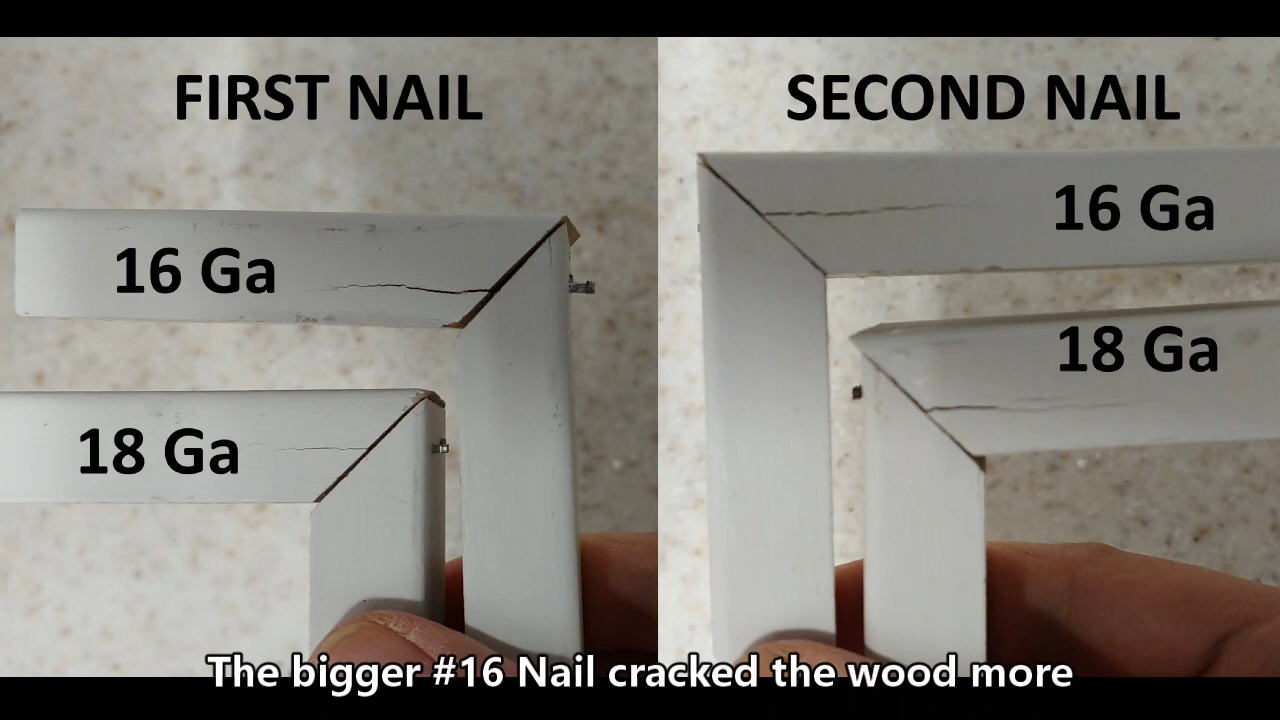 FIRST NAIL
SECOND NAIL
16 Ga
18 Ga
16 Ga
18 Ga
The bigger #16 Nail cracked the wood more